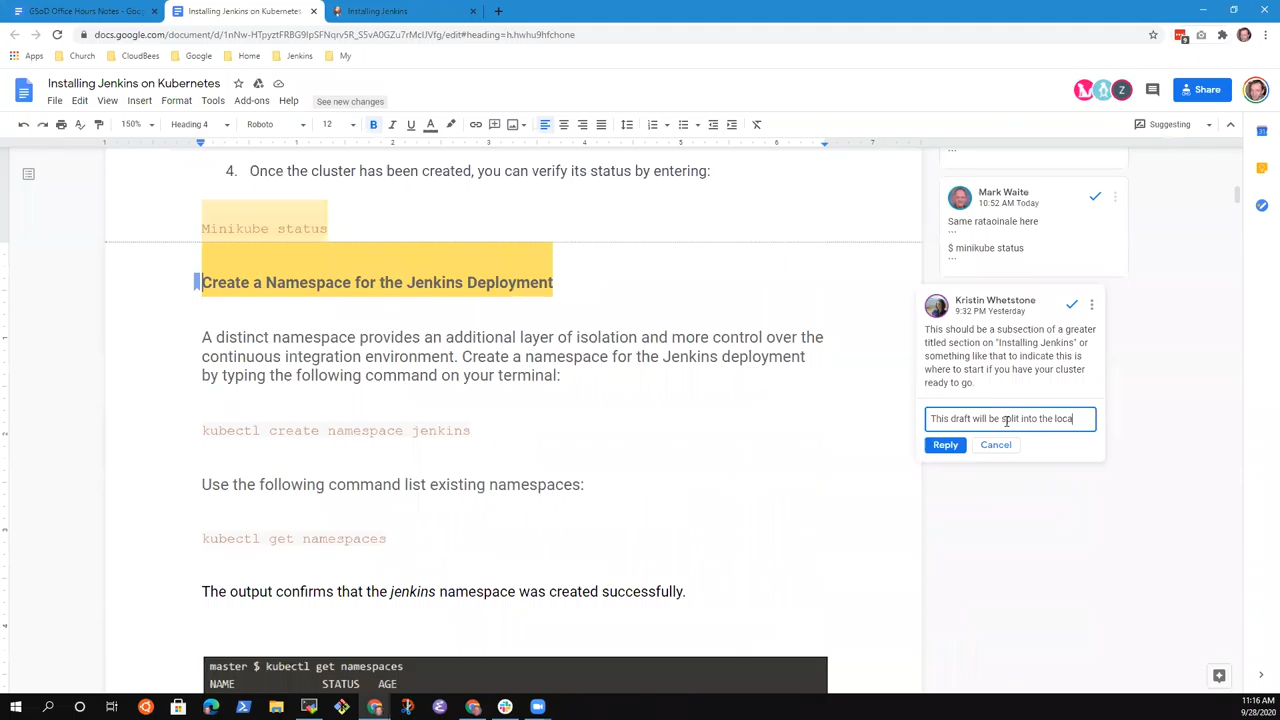 GSoD Office Hours Notes - Goog
Installing Jenkins on Kubernetes
Installing Jenkins
docs.google.com/document/d/1nNw-HTpyztFRBG9IpSFNqrv5R_S5vA0GZu7rMcIJVfg/edit#heading=h.hwhu9hfchone
Apps
Church
CloudBees
Google
Home
Jenkins
My
Installing Jenkins on Kubernetes
File Edit View Insert Format Tools Add-ons Help
See new changes
Share
150%
Heading 4
Roboto
12
B I U A
Suggesting
1 1 2 3 4 5 6 7
4. Once the cluster has been created, you can verify its status by entering:
Minikube status
Create a Namespace for the Jenkins Deployment
A distinct namespace provides an additional layer of isolation and more control over the
continuous integration environment. Create a namespace for the Jenkins deployment
by typing the following command on your terminal:
kubectl create namespace jenkins
Use the following command list existing namespaces:
kubectl get namespaces
The output confirms that the jenkins namespace was created successfully.
master $ kubectl get namespaces
NAME STATUS AGE
```
Mark Waite
10:52 AM Today
Same rataoinale here
```
$ minikube status
```
Kristin Whetstone
9:32 PM Yesterday
This should be a subsection of a greater
titled section on "Installing Jenkins" or
something like that to indicate this is
where to start if you have your cluster
ready to go.
This draft will be split into the loca
Reply
Cancel
11:16 AM
9/28/2020